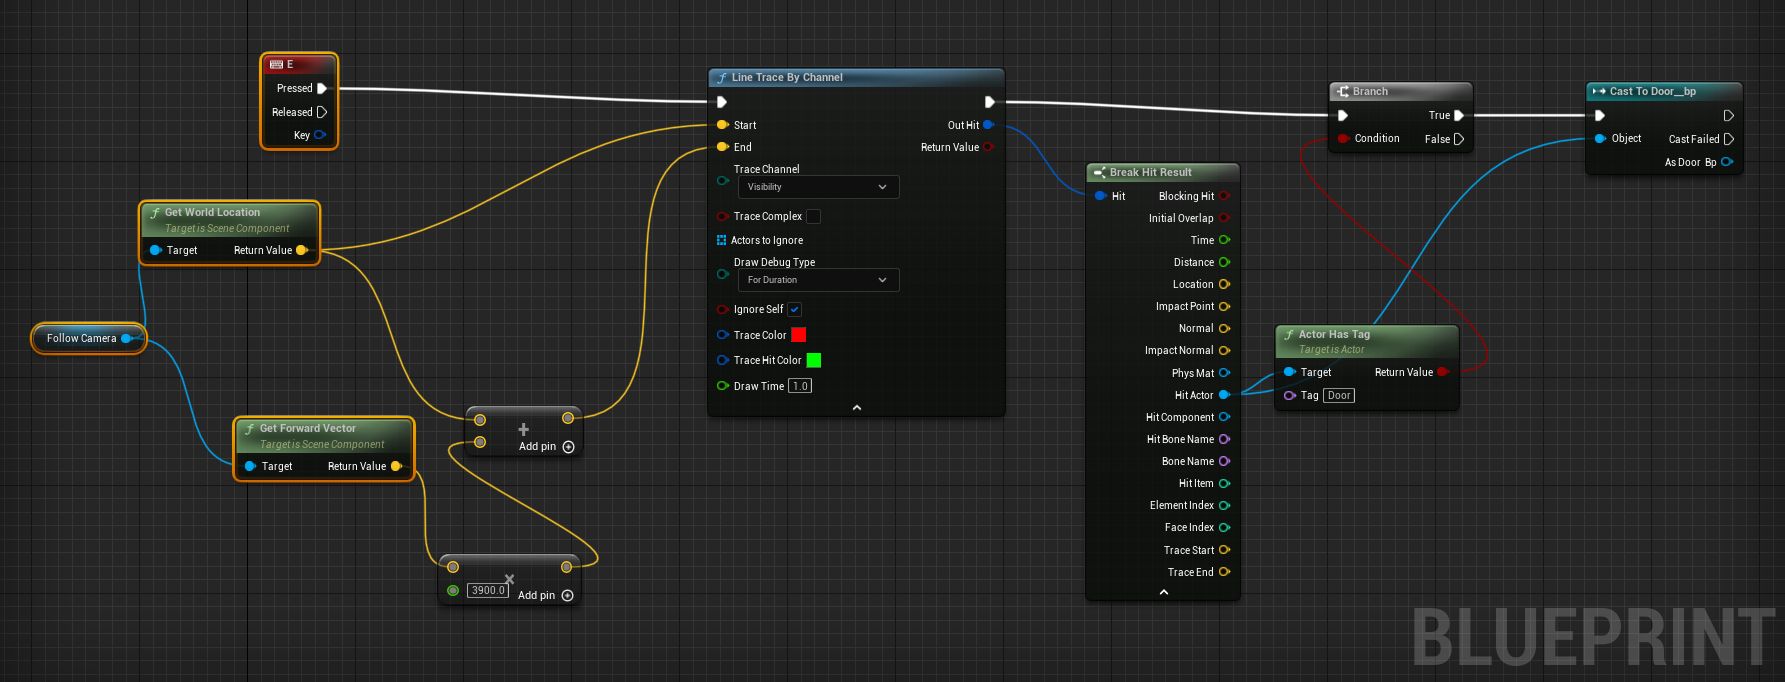 E
Pressed
Released
Key
Get World Location
Target is Scene Component
Target
Return Value
Follow Camera
Get Forward Vector
Target is Scene Component
Target
Return Value
Add pin
3900.0
Add pin
Line Trace By Channel
Start
Out Hit
End
Return Value
Trace Channel
Visibility
Trace Complex
Actors to Ignore
Draw Debug Type
For Duration
Ignore Self
Trace Color
Trace Hit Color
Draw Time 1.0
Break Hit Result
Hit
Blocking Hit
Initial Overlap
Time
Distance
Location
Impact Point
Normal
Impact Normal
Phys Mat
Hit Actor
Hit Component
Hit Bone Name
Bone Name
Hit Item
Element Index
Face Index
Trace Start
Trace End
Branch
True
Condition
False
Actor Has Tag
Target is Actor
Target
Return Value
Tag Door
Cast To Door__bp
Object
Cast Failed
As Door Bp
BLUEPRINT